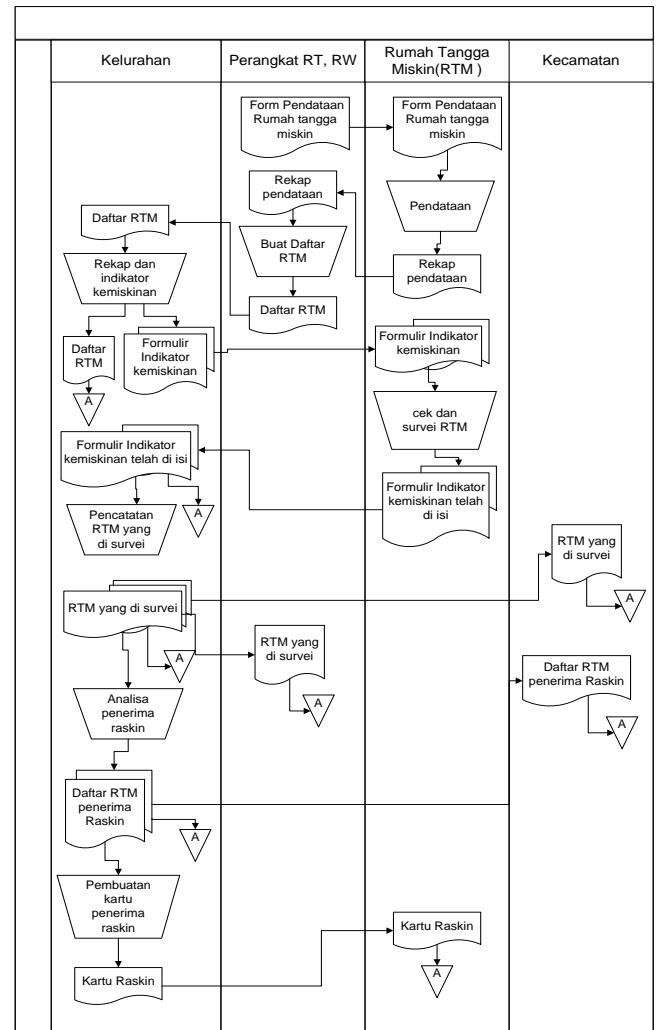 Kelurahan
Perangkat RT, RW
Rumah Tangga
Miskin(RTM )
Kecamatan
Form Pendataan
Rumah tangga
miskin
Form Pendataan
Rumah tangga
miskin
Rekap
pendataan
Pendataan
Daftar RTM
Buat Daftar
RTM
Rekap
pendataan
Rekap dan
indikator
kemiskinan
Daftar RTM
Daftar
RTM
Formulir
Indikator
kemiskinan
Formulir Indikator
kemiskinan
A
cek dan
survei RTM
Formulir Indikator
kemiskinan telah di isi
Formulir Indikator
kemiskinan telah
di isi
A
Pencatatan
RTM yang
di survei
RTM yang
di survei
A
RTM yang di survei
A
RTM yang
di survei
A
Daftar RTM
penerima Raskin
A
Analisa
penerima
raskin
Daftar RTM
penerima
Raskin
A
Pembuatan
kartu
penerima
raskin
Kartu Raskin
A
Kartu Raskin